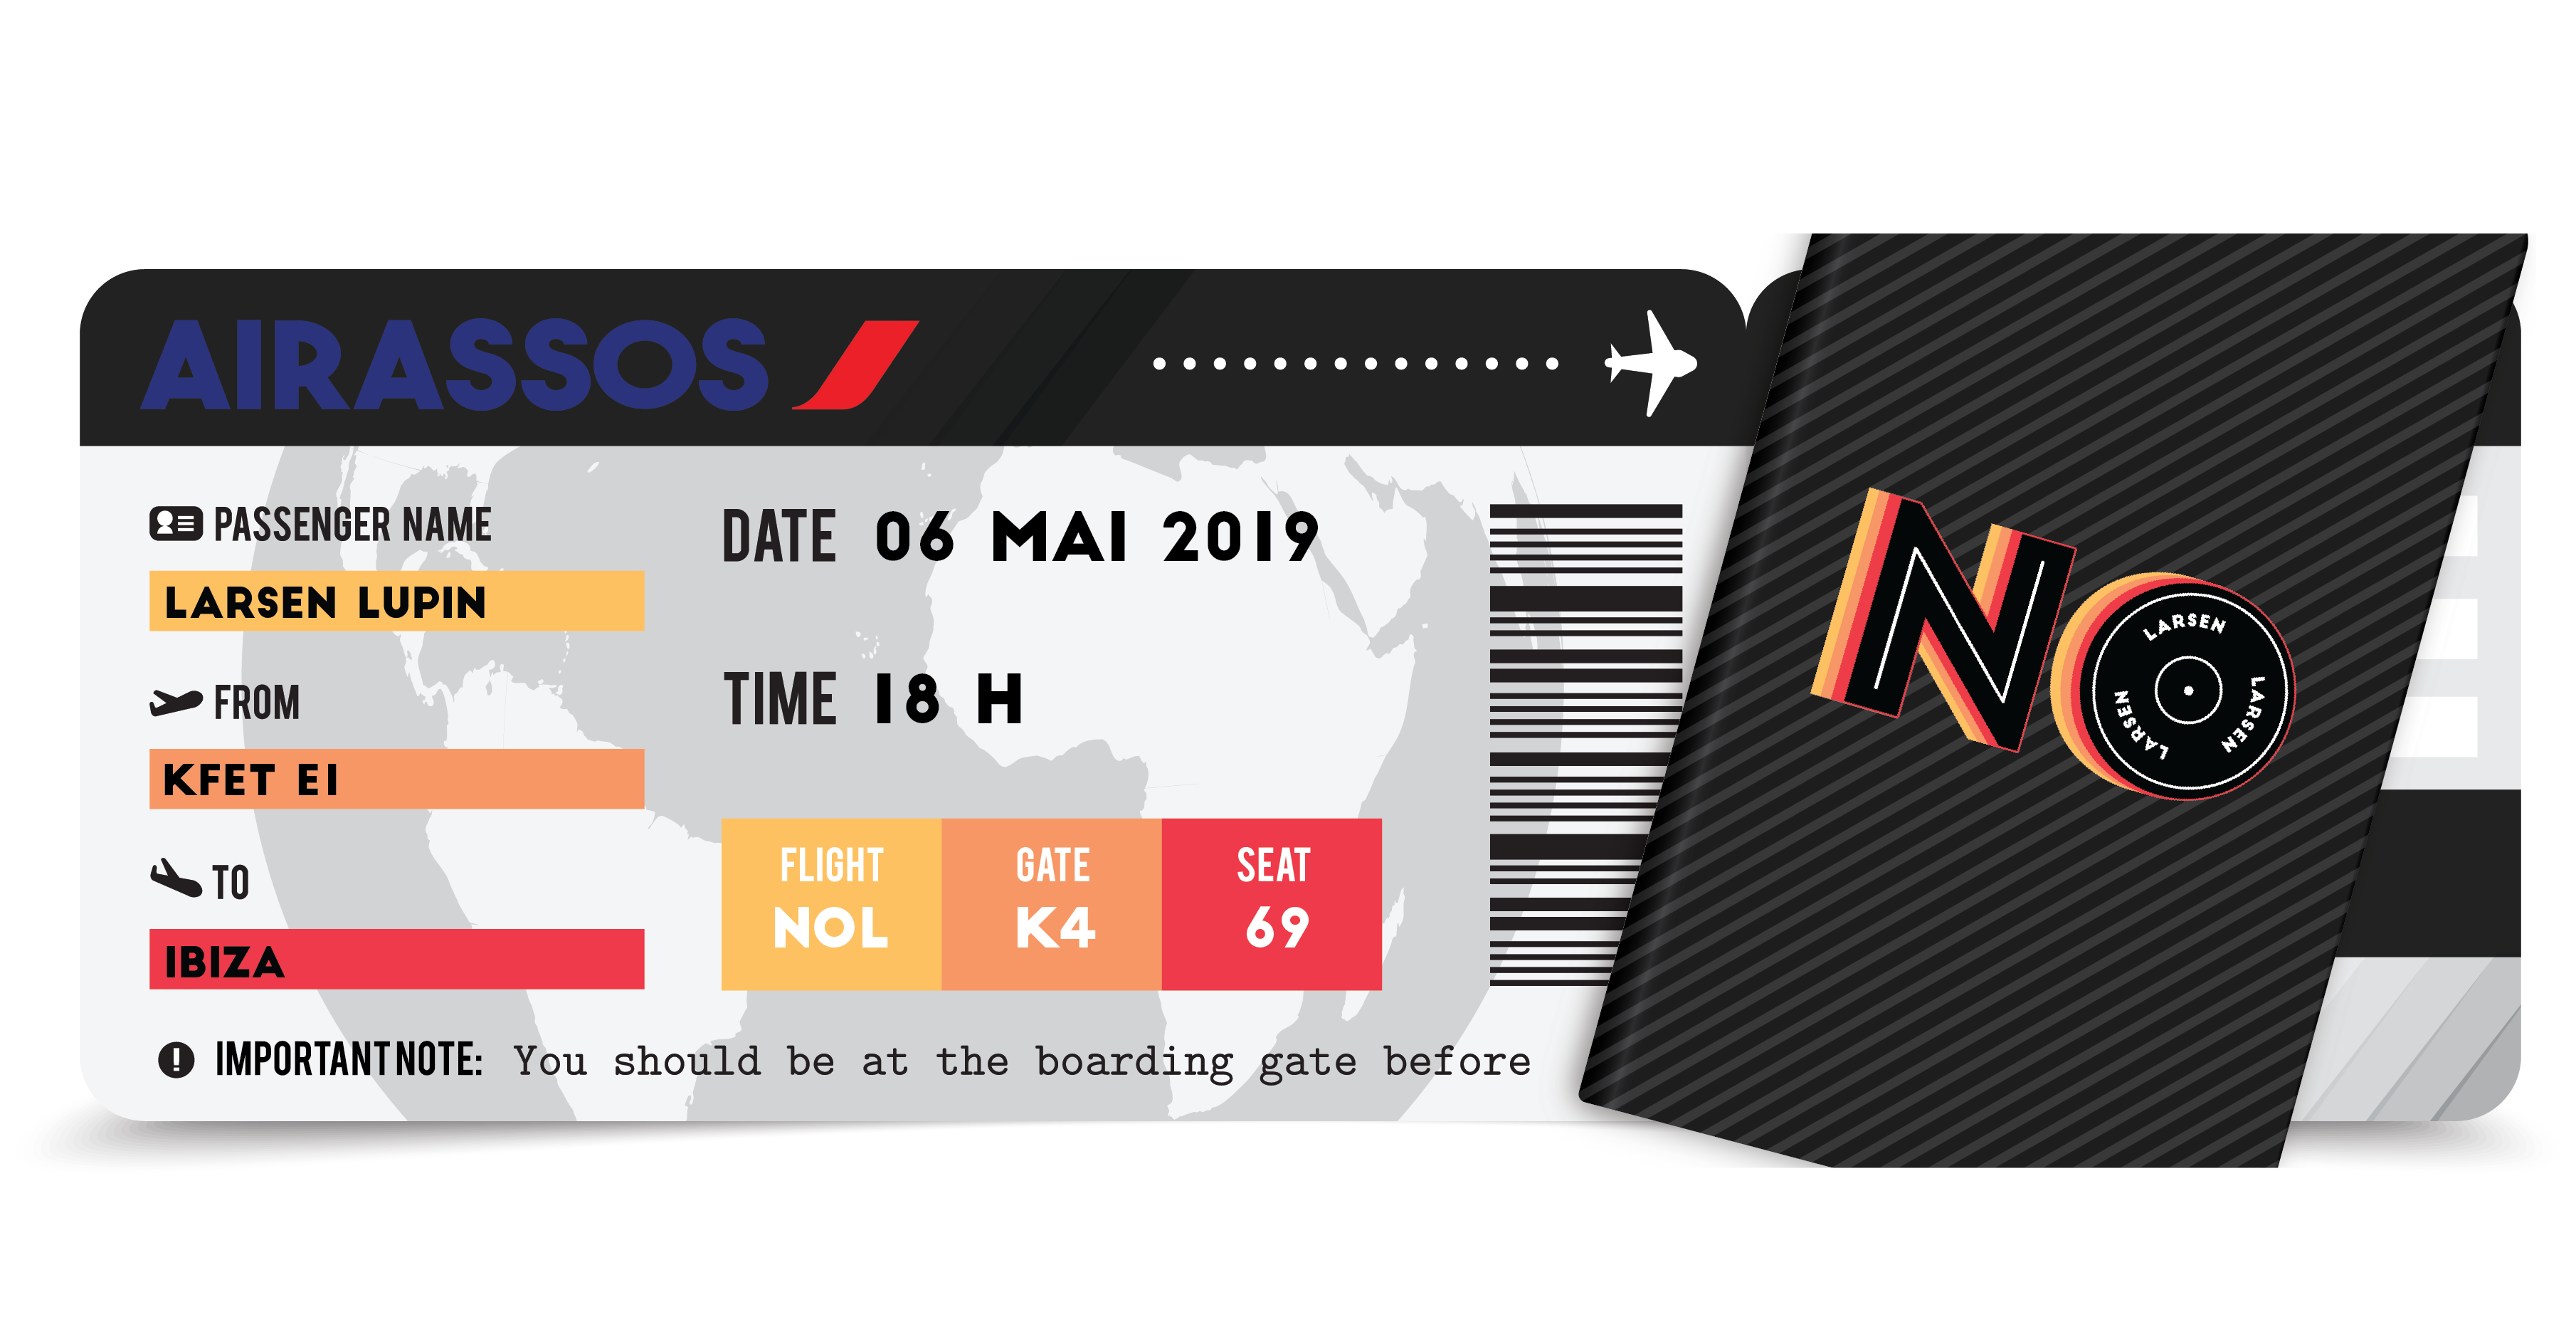 AIRASSOS
PASSENGER NAME
LARSEN LUPIN
FROM
KFET E1
TO
IBIZA
DATE 06 MAI 2019
TIME 18 H
FLIGHT
NOL
GATE
K4
SEAT
69
IMPORTANT NOTE: You should be at the boarding gate before
NO
LARSEN
LARSEN
LARSEN